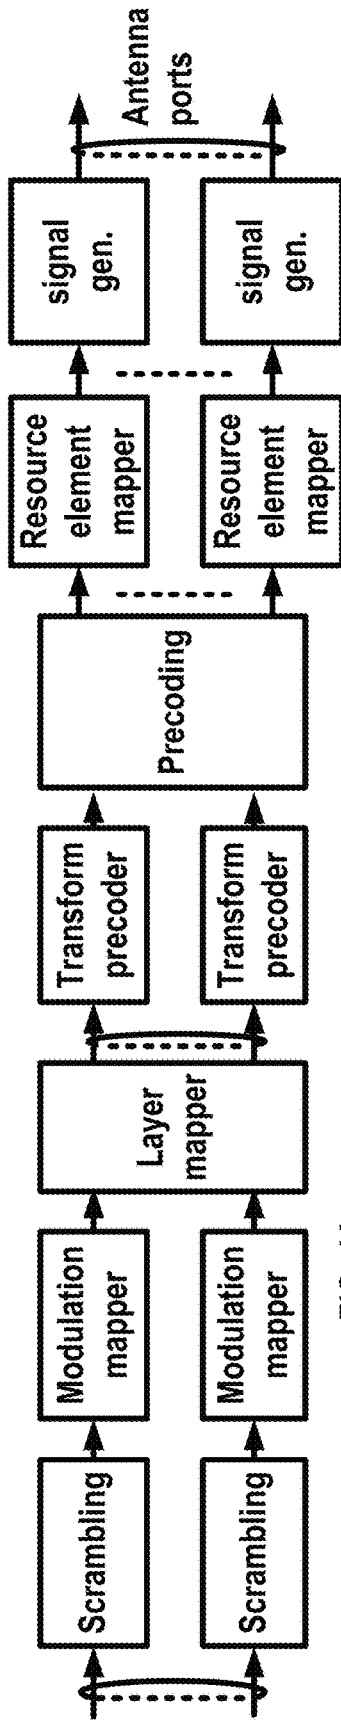 Scrambling
Scrambling
Modulation
mapper
Modulation
mapper
Layer
mapper
Transform
precoder
Transform
precoder
Precoding
Resource
element
mapper
Resource
element
mapper
signal
gen.
signal
gen.
Antenna
ports